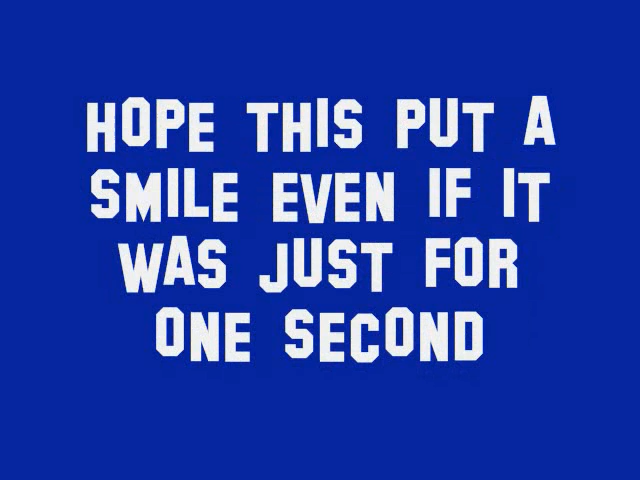 HOPE THIS PUT A
SMILE EVEN IF IT
WAS JUST FOR
ONE SECOND